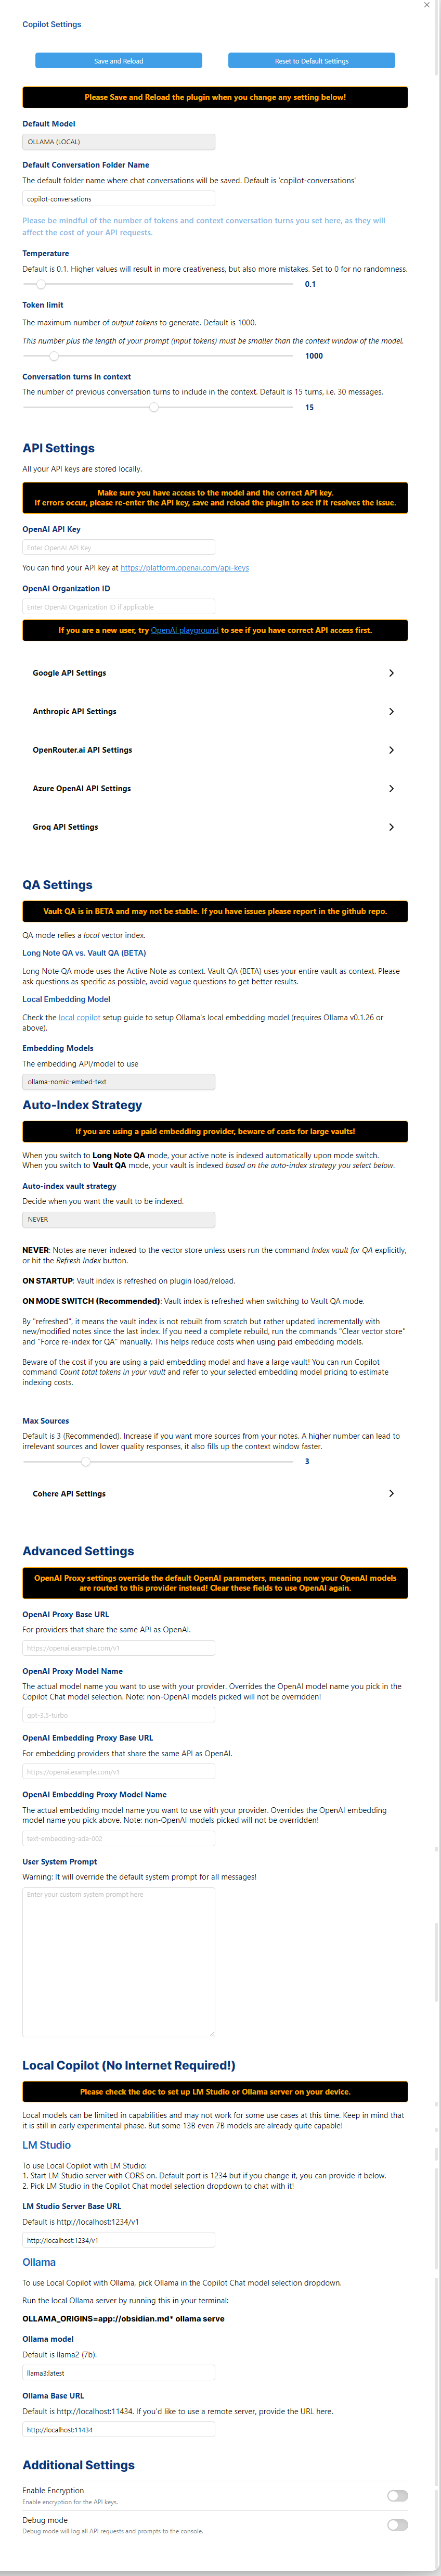 Copilot Settings
Save and Reload
Reset to Default Settings
Please Save and Reload the plugin when you change any setting below!
Default Model
OLLAMA (LOCAL)
Default Conversation Folder Name
The default folder name where chat conversations will be saved. Default is 'copilot-conversations'
copilot-conversations
Please be mindful of the number of tokens and context conversation turns you set here, as they will
affect the cost of your API requests.
Temperature
Default is 0.1. Higher values will result in more creativeness, but also more mistakes. Set to 0 for no randomness.
0.1
Token limit
The maximum number of output tokens to generate. Default is 1000.
This number plus the length of your prompt (input tokens) must be smaller than the context window of the model.
1000
Conversation turns in context
The number of previous conversation turns to include in the context. Default is 15 turns, i.e. 30 messages.
15
API Settings
All your API keys are stored locally.
Make sure you have access to the model and the correct API key.
If errors occur, please re-enter the API key, save and reload the plugin to see if it resolves the issue.
OpenAI API Key
Enter OpenAI API Key
You can find your API key at https://platform.openai.com/api-keys
OpenAI Organization ID
Enter OpenAI Organization ID if applicable
If you are a new user, try OpenAI playground to see if you have correct API access first.
Google API Settings
Anthropic API Settings
OpenRouter.ai API Settings
Azure OpenAI API Settings
Groq API Settings
QA Settings
Vault QA is in BETA and may not be stable. If you have issues please report in the github repo.
QA mode relies a local vector index.
Long Note QA vs. Vault QA (BETA)
Long Note QA mode uses the Active Note as context. Vault QA (BETA) uses your entire vault as context. Please
ask questions as specific as possible, avoid vague questions to get better results.
Local Embedding Model
Check the local copilot setup guide to setup Ollama's local embedding model (requires Ollama v0.1.26 or
above).
Embedding Models
The embedding API/model to use
ollama-nomic-embed-text
Auto-Index Strategy
If you are using a paid embedding provider, beware of costs for large vaults!
When you switch to Long Note QA mode, your active note is indexed automatically upon mode switch.
When you switch to Vault QA mode, your vault is indexed based on the auto-index strategy you select below.
Auto-index vault strategy
Decide when you want the vault to be indexed.
NEVER
NEVER: Notes are never indexed to the vector store unless users run the command Index vault for QA explicitly,
or hit the Refresh Index button.
ON STARTUP: Vault index is refreshed on plugin load/reload.
ON MODE SWITCH (Recommended): Vault index is refreshed when switching to Vault QA mode.
By "refreshed", it means the vault index is not rebuilt from scratch but rather updated incrementally with
new/modified notes since the last index. If you need a complete rebuild, run the commands "Clear vector store"
and "Force re-index for QA" manually. This helps reduce costs when using paid embedding models.
Beware of the cost if you are using a paid embedding model and have a large vault! You can run Copilot
command Count total tokens in your vault and refer to your selected embedding model pricing to estimate
indexing costs.
Max Sources
Default is 3 (Recommended). Increase if you want more sources from your notes. A higher number can lead to
irrelevant sources and lower quality responses, it also fills up the context window faster.
3
Cohere API Settings
Advanced Settings
OpenAI Proxy settings override the default OpenAI parameters, meaning now your OpenAI models
are routed to this provider instead! Clear these fields to use OpenAI again.
OpenAI Proxy Base URL
For providers that share the same API as OpenAI.
https://openai.example.com/v1
OpenAI Proxy Model Name
The actual model name you want to use with your provider. Overrides the OpenAI model name you pick in the
Copilot Chat model selection. Note: non-OpenAI models picked will not be overridden!
gpt-3.5-turbo
OpenAI Embedding Proxy Base URL
For embedding providers that share the same API as OpenAI.
https://openai.example.com/v1
OpenAI Embedding Proxy Model Name
The actual embedding model name you want to use with your provider. Overrides the OpenAI embedding
model name you pick above. Note: non-OpenAI models picked will not be overridden!
text-embedding-ada-002
User System Prompt
Warning: It will override the default system prompt for all messages!
Enter your custom system prompt here
Local Copilot (No Internet Required!)
Please check the doc to set up LM Studio or Ollama server on your device.
Local models can be limited in capabilities and may not work for some use cases at this time. Keep in mind that
it is still in early experimental phase. But some 13B even 7B models are already quite capable!
LM Studio
To use Local Copilot with LM Studio:
1. Start LM Studio server with CORS on. Default port is 1234 but if you change it, you can provide it below.
2. Pick LM Studio in the Copilot Chat model selection dropdown to chat with it!
LM Studio Server Base URL
Default is http://localhost:1234/v1
http://localhost:1234/v1
Ollama
To use Local Copilot with Ollama, pick Ollama in the Copilot Chat model selection dropdown.
Run the local Ollama server by running this in your terminal:
OLLAMA_ORIGINS=app://obsidian.md* ollama serve
Ollama model
Default is llama2 (7b).
llama3:latest
Ollama Base URL
Default is http://localhost:11434. If you'd like to use a remote server, provide the URL here.
http://localhost:11434
Additional Settings
Enable Encryption
Enable encryption for the API keys.
Debug mode
Debug mode will log all API requests and prompts to the console.